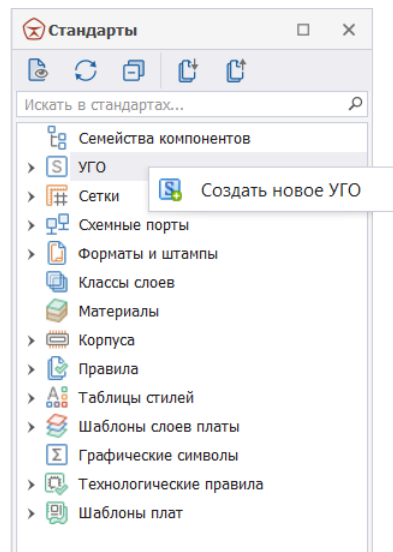 Стандарты
Искать в стандартах...
Семейства компонентов
УГО
Создать новое УГО
Сетки
Схемные порты
Форматы и штампы
Классы слоев
Материалы
Корпуса
Правила
Таблицы стилей
Шаблоны слоев платы
Графические символы
Технологические правила
Шаблоны плат